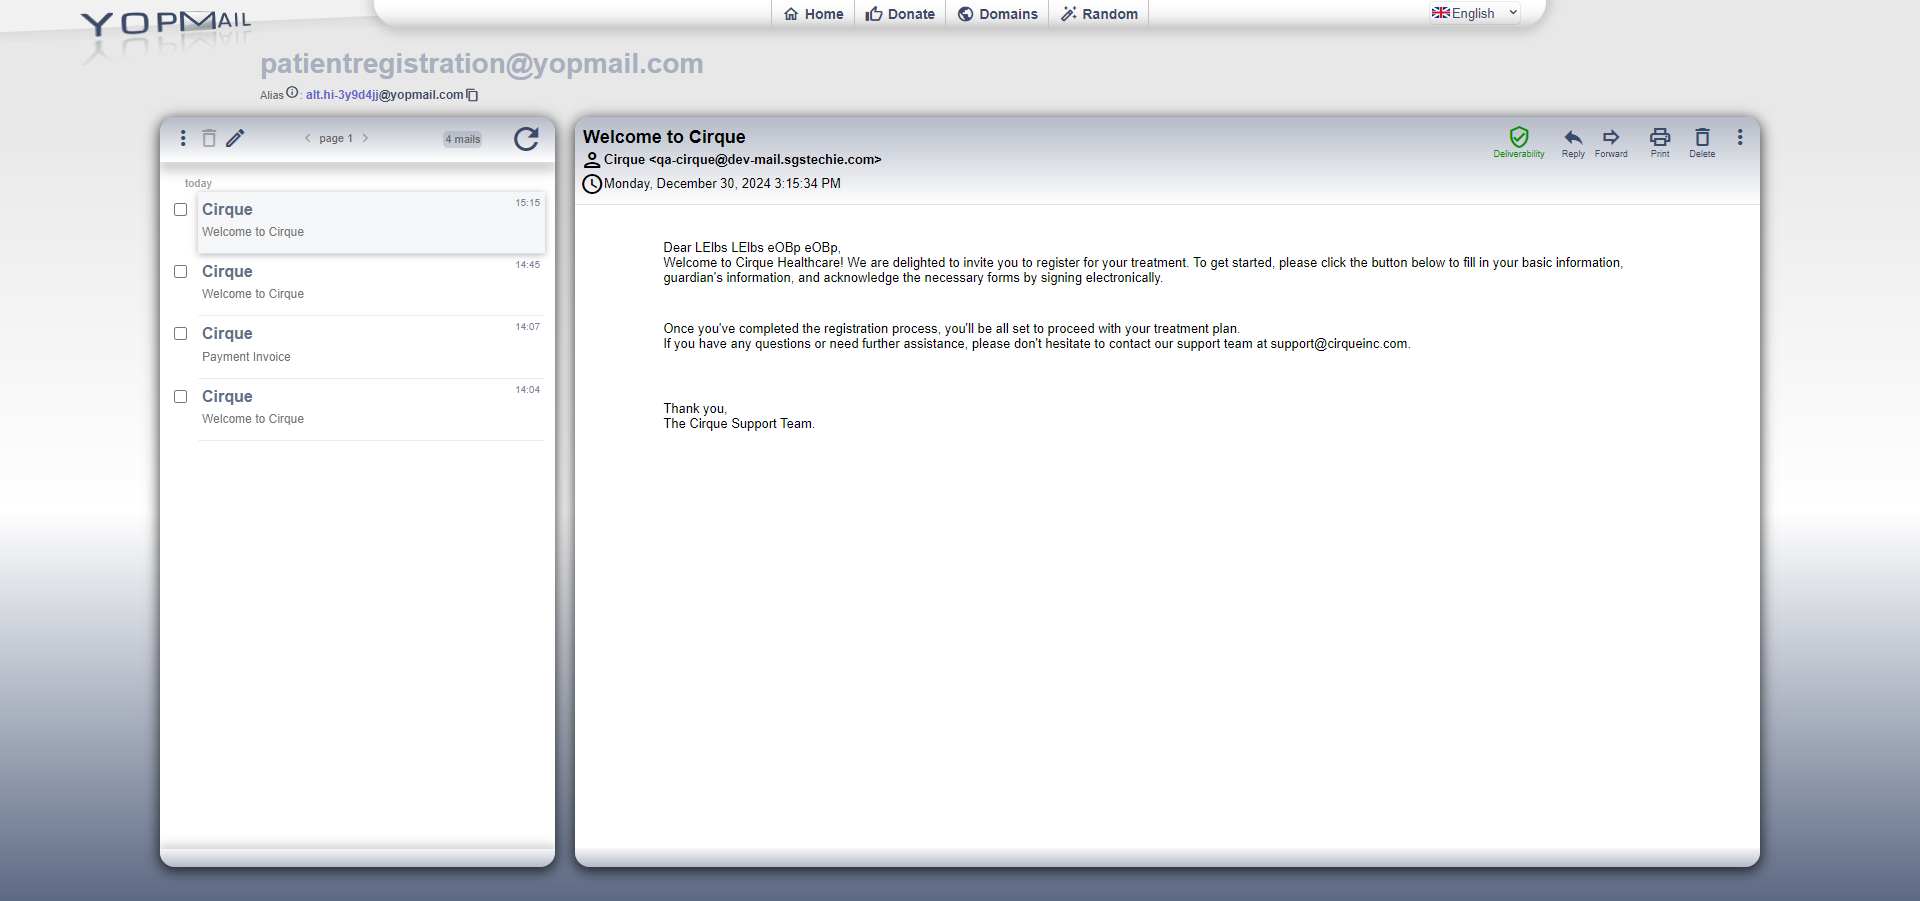 YOPMAIL
Home
Donate
Domains
Random
English
patientregistration@yopmail.com
Alias : alt.hi-3y9d4jj@yopmail.com
page 1
4 mails
today
Cirque 15:15
Welcome to Cirque
Cirque 14:45
Welcome to Cirque
Cirque 14:07
Payment Invoice
Cirque 14:04
Welcome to Cirque
Welcome to Cirque
Cirque <qa-cirque@dev-mail.sgstechie.com>
Monday, December 30, 2024 3:15:34 PM
Deliverability
Reply
Forward
Print
Delete
Dear LEIbs LEIbs eOBp eOBp,
Welcome to Cirque Healthcare! We are delighted to invite you to register for your treatment. To get started, please click the button below to fill in your basic information,
guardian's information, and acknowledge the necessary forms by signing electronically.
Once you've completed the registration process, you'll be all set to proceed with your treatment plan.
If you have any questions or need further assistance, please don't hesitate to contact our support team at support@cirqueinc.com.
Thank you,
The Cirque Support Team.